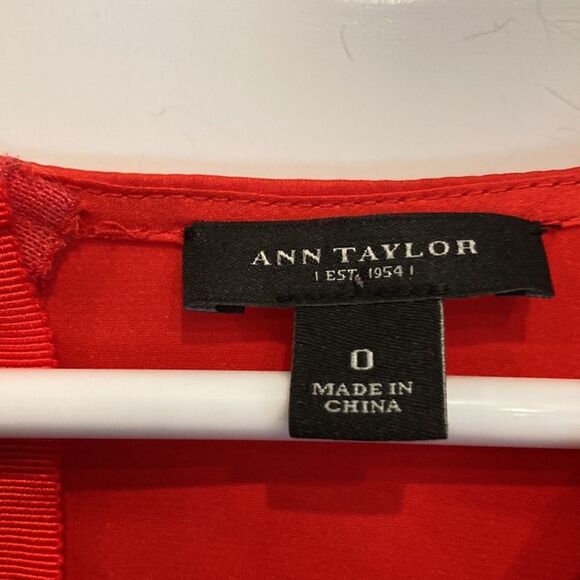 ANN TAYLOR
| EST. 1954 |
0
MADE IN
CHINA